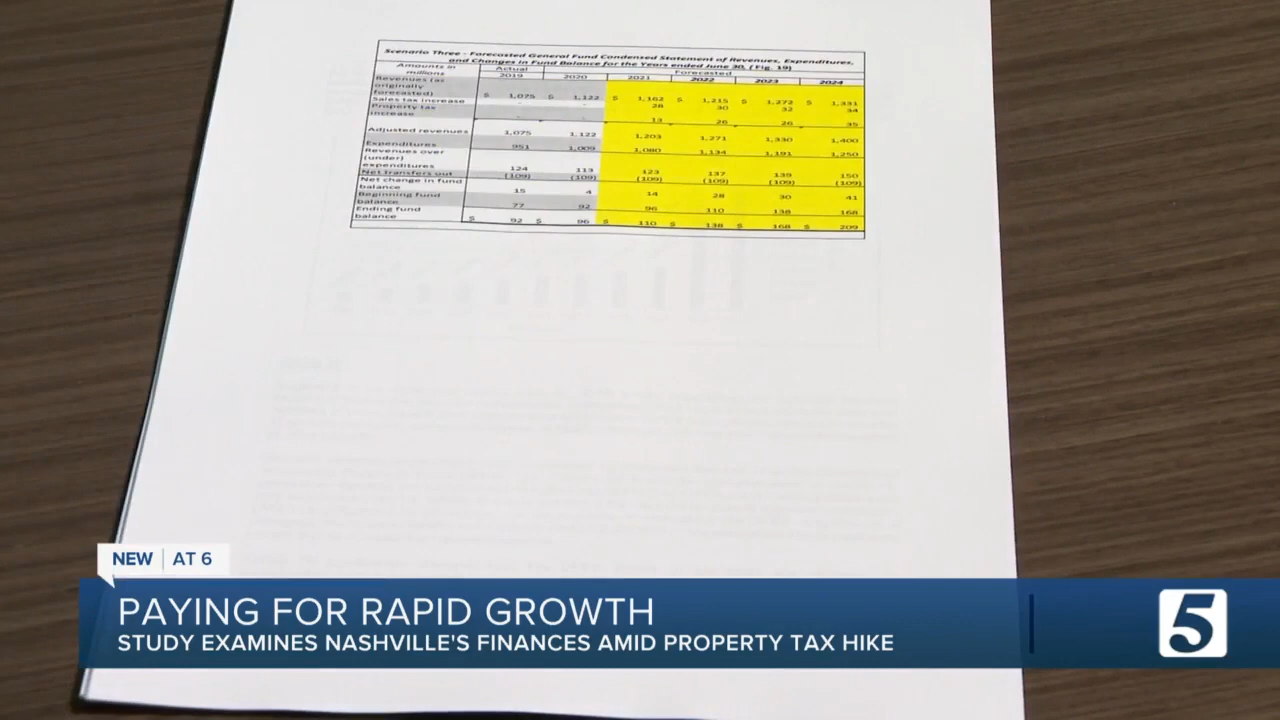 Scenario Three - Forecasted General Fund Condensed Statement of Revenues, Expenditures,
and Changes in Fund Balance for the Years ended June 30, (Fig. 19)
Amounts in
millions
Actual
Forecasted
2019 2020 2021 2022 2023 2024
Revenues (as
originally
forecasted) $ 1,075 $ 1,122 $ 1,162 $ 1,215 $ 1,272 $ 1,331
Sales tax increase - - 28 30 32 34
Property tax
increase - - 13 26 26 35
Adjusted revenues 1,075 1,122 1,203 1,271 1,330 1,400
Expenditures 951 1,009 1,080 1,134 1,191 1,250
Revenues over
(under)
expenditures 124 113 123 137 139 150
Net transfers out (109) (109) (109) (109) (109) (109)
Net change in fund
balance 15 4 14 28 30 41
Beginning fund
balance 77 92 96 110 138 168
Ending fund
balance $ 92 $ 96 $ 110 $ 138 $ 168 $ 209
NEW AT 6
PAYING FOR RAPID GROWTH
STUDY EXAMINES NASHVILLE'S FINANCES AMID PROPERTY TAX HIKE
5